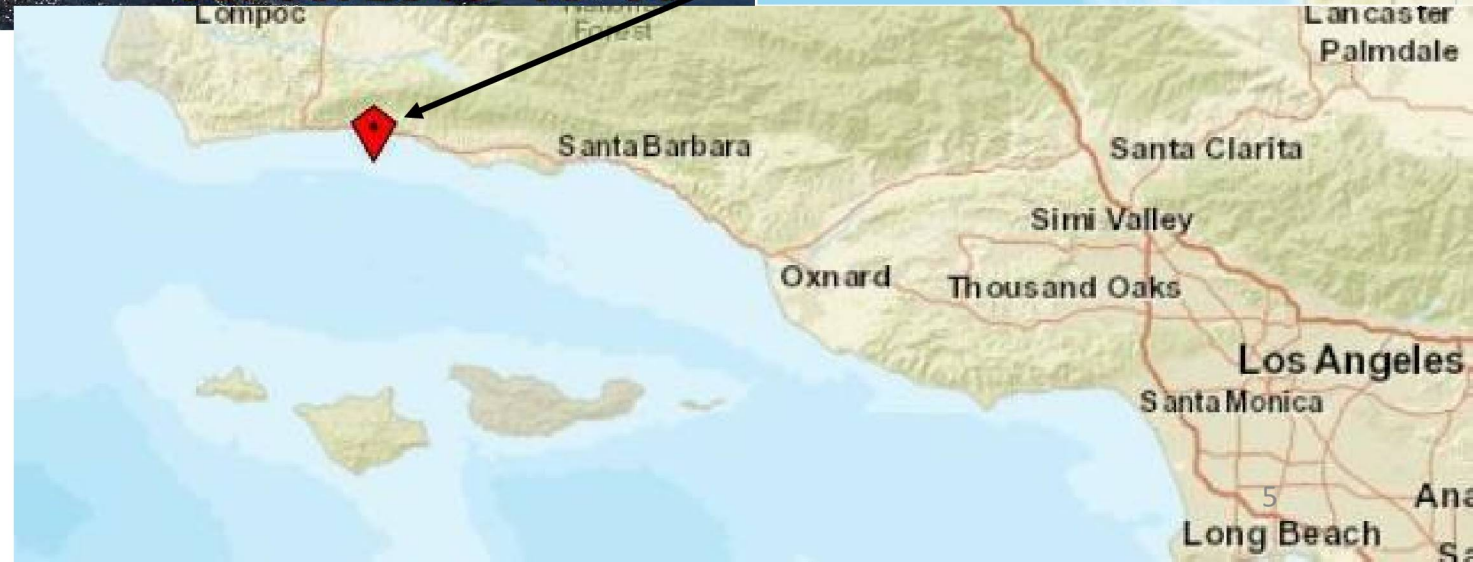 Lompoc
Forest
Lancaster
Palmdale
Santa Barbara
Santa Clarita
Simi Valley
Oxnard
Thousand Oaks
Los Angeles
Santa Monica
5
Long Beach